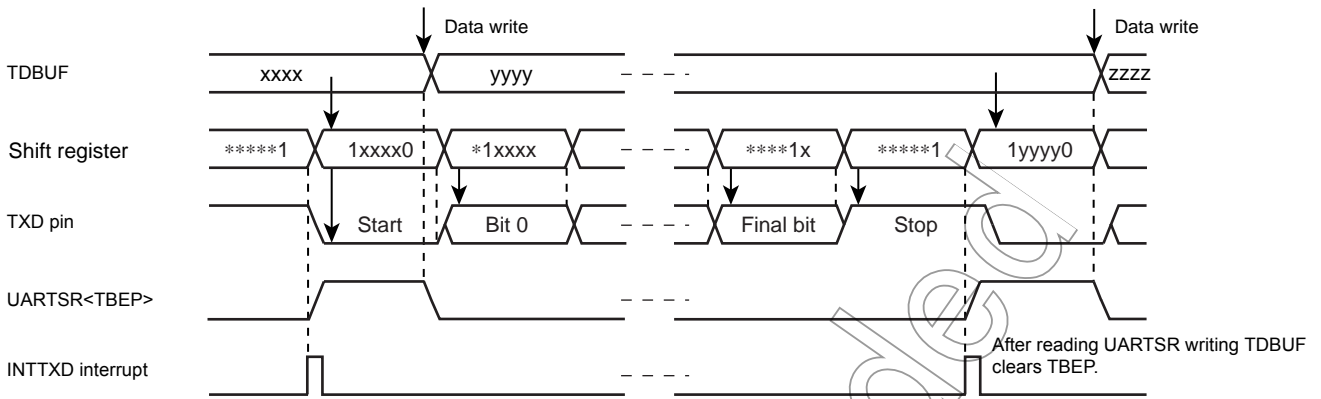 Data write Data write
TDBUF xxxx yyyy zzzz
Shift register *****1 1xxxx0 *1xxxx ****1x *****1 1yyyy0
TXD pin Start Bit 0 Final bit Stop
UARTSR<TBEP>
After reading UARTSR writing TDBUF
INTTXD interrupt clears TBEP.